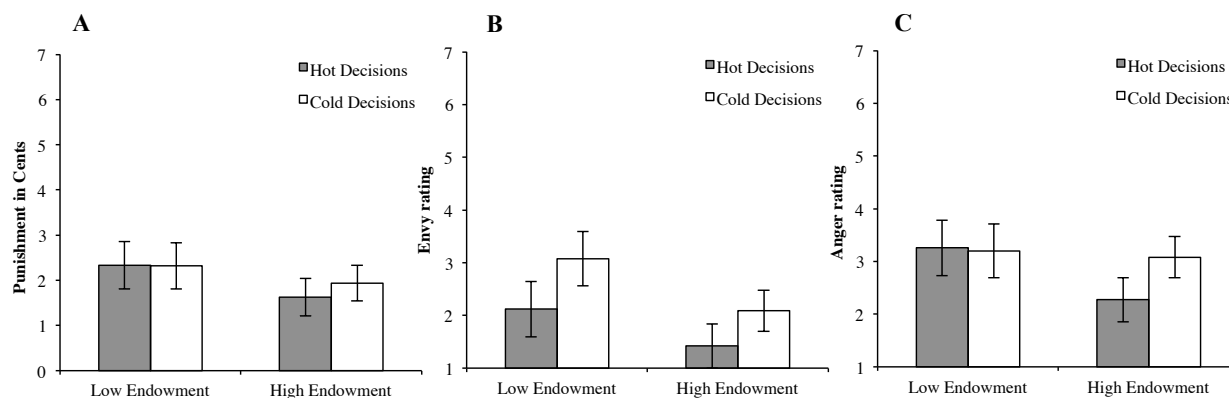 A
Punishment in Cents
7
6
5
4
3
2
1
0
Hot Decisions
Cold Decisions
Low Endowment High Endowment
B
Envy rating
7
6
5
4
3
2
1
Hot Decisions
Cold Decisions
Low Endowment High Endowment
C
Anger rating
7
6
5
4
3
2
1
Hot Decisions
Cold Decisions
Low Endowment High Endowment